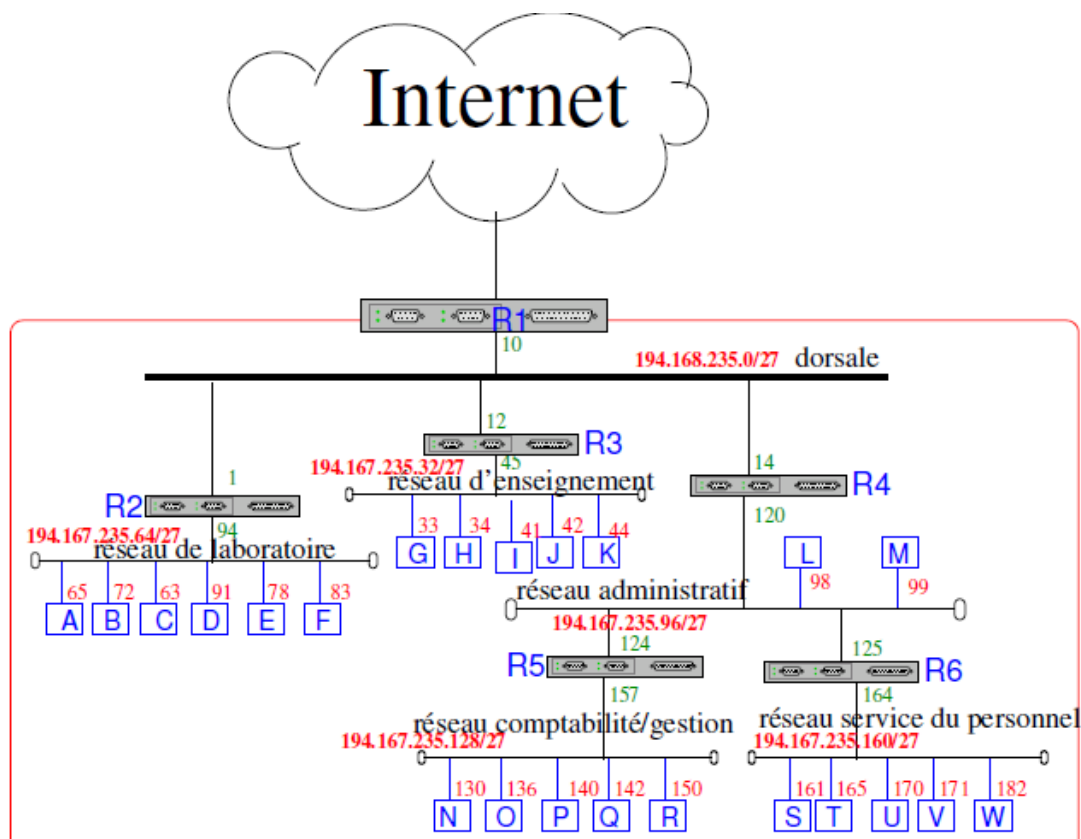 Internet
R1
10
194.168.235.0/27 dorsale
12
R3
45
194.167.235.32/27
réseau d'enseignement
33 34 41 42 44
G H I J K
1
R2
94
194.167.235.64/27
réseau de laboratoire
65 72 63 91 78 83
A B C D E F
14
R4
120
L M
98 99
réseau administratif
194.167.235.96/27
124
R5
157
réseau comptabilité/gestion
194.167.235.128/27
130 136 140 142 150
N O P Q R
125
R6
164
réseau service du personnel
194.167.235.160/27
161 165 170 171 182
S T U V W